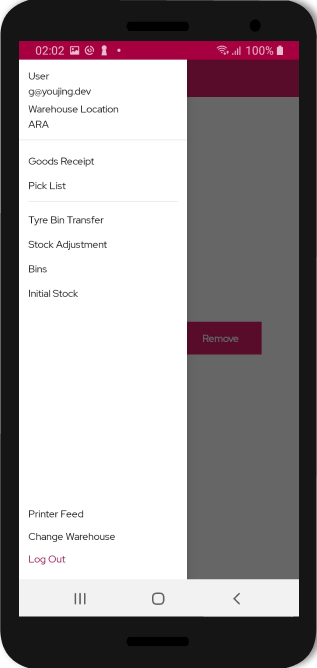 02:02 100%
User
g@youjing.dev
Warehouse Location
ARA
Goods Receipt
Pick List
Tyre Bin Transfer
Stock Adjustment
Bins
Initial Stock
Remove
Printer Feed
Change Warehouse
Log Out